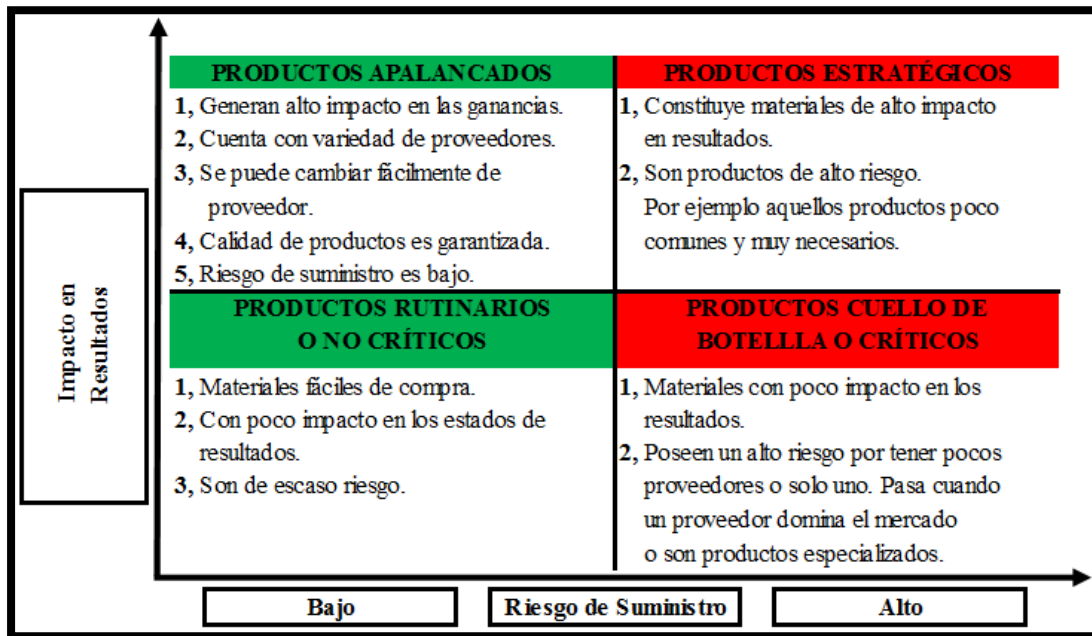 PRODUCTOS APALANCADOS
1, Generan alto impacto en las ganancias.
2, Cuenta con variedad de proveedores.
3, Se puede cambiar fácilmente de
proveedor.
4, Calidad de productos es garantizada.
5, Riesgo de suministro es bajo.
PRODUCTOS ESTRATÉGICOS
1, Constituye materiales de alto impacto
en resultados.
2, Son productos de alto riesgo.
Por ejemplo aquellos productos poco
comunes y muy necesarios.
Impacto en
Resultados
PRODUCTOS RUTINARIOS
O NO CRÍTICOS
1, Materiales fáciles de compra.
2, Con poco impacto en los estados de
resultados.
3, Son de escaso riesgo.
PRODUCTOS CUELLO DE
BOTELLLA O CRÍTICOS
1, Materiales con poco impacto en los
resultados.
2, Poseen un alto riesgo por tener pocos
proveedores o solo uno. Pasa cuando
un proveedor domina el mercado
o son productos especializados.
Bajo
Riesgo de Suministro
Alto